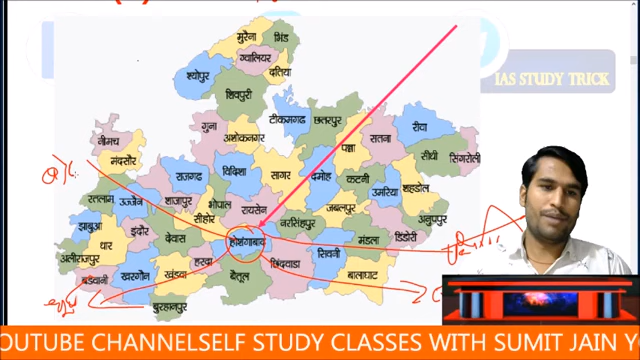 IAS STUDY TRICK
मुरैना
भिंड
ग्वालियर
दतिया
श्योपुर
शिवपुरी
टीकमगढ
छतरपुर
रीवा
नीमच
गुना
अशोकनगर
पन्ना
सतना
सीधी
सिंगरौली
मंदसौर
राजगढ
विदिशा
सागर
दमोह
कटनी
उमरिया
शहडोल
रतलाम
उज्जैन
शाजापुर
भोपाल
रायसेन
जबलपुर
अनुपपुर
झाबुआ
इंदौर
देवास
सीहोर
होशंगाबाद
नरसिंहपुर
मंडला
डिंडोरी
धार
अलीराजपुर
सिवनी
बडवानी
खरगौन
खंडवा
हरदा
बैतूल
छिंदवाडा
बालाघाट
बुरहानपुर
OUTUBE CHANNELSELF STUDY CLASSES WITH SUMIT JAIN Y